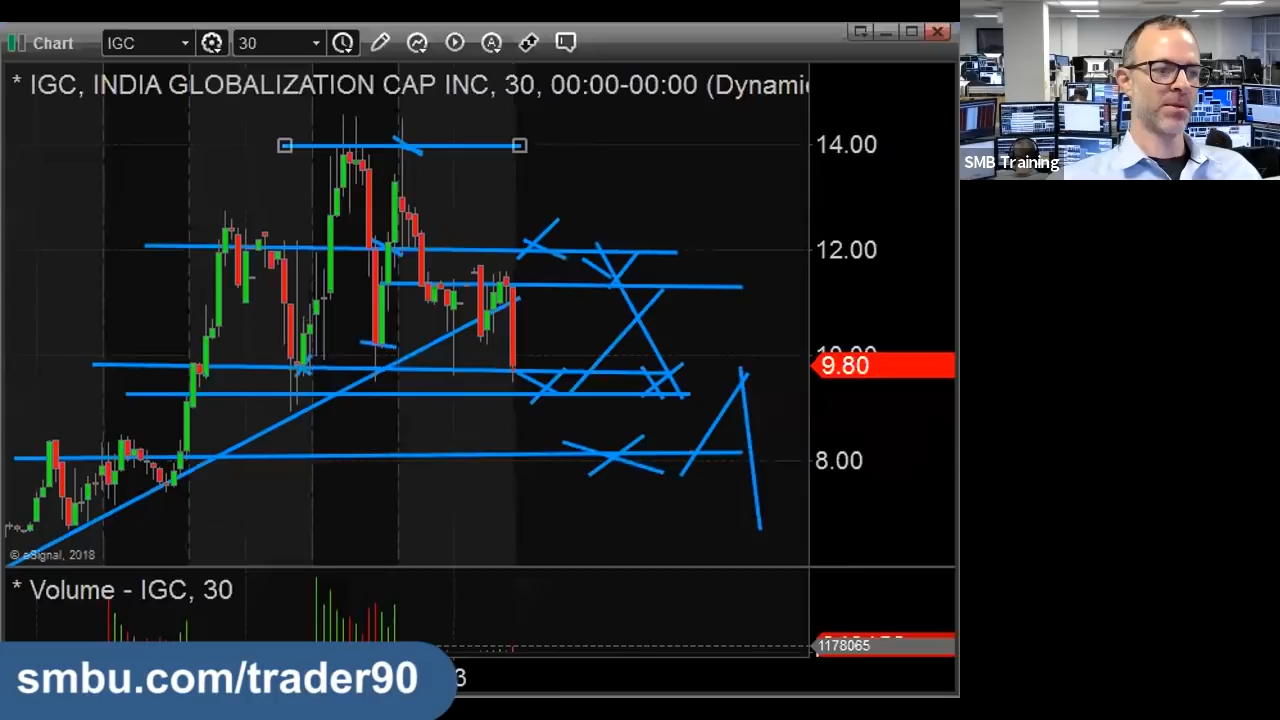 Chart
IGC
30
* IGC, INDIA GLOBALIZATION CAP INC, 30, 00:00-00:00 (Dynamic
SMB Training
14.00
12.00
9.80
8.00
© eSignal, 2018
* Volume - IGC, 30
1178065
smbu.com/trader90
3